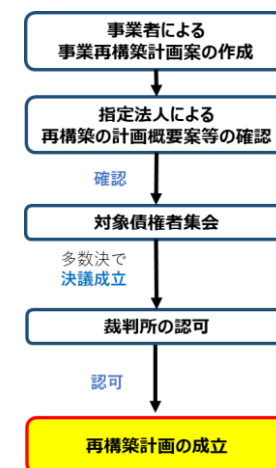 事業者による
事業再構築計画案の作成
指定法人による
再構築の計画概要案等の確認
確認
対象債権者集会
多数決で
決議成立
裁判所の認可
認可
再構築計画の成立